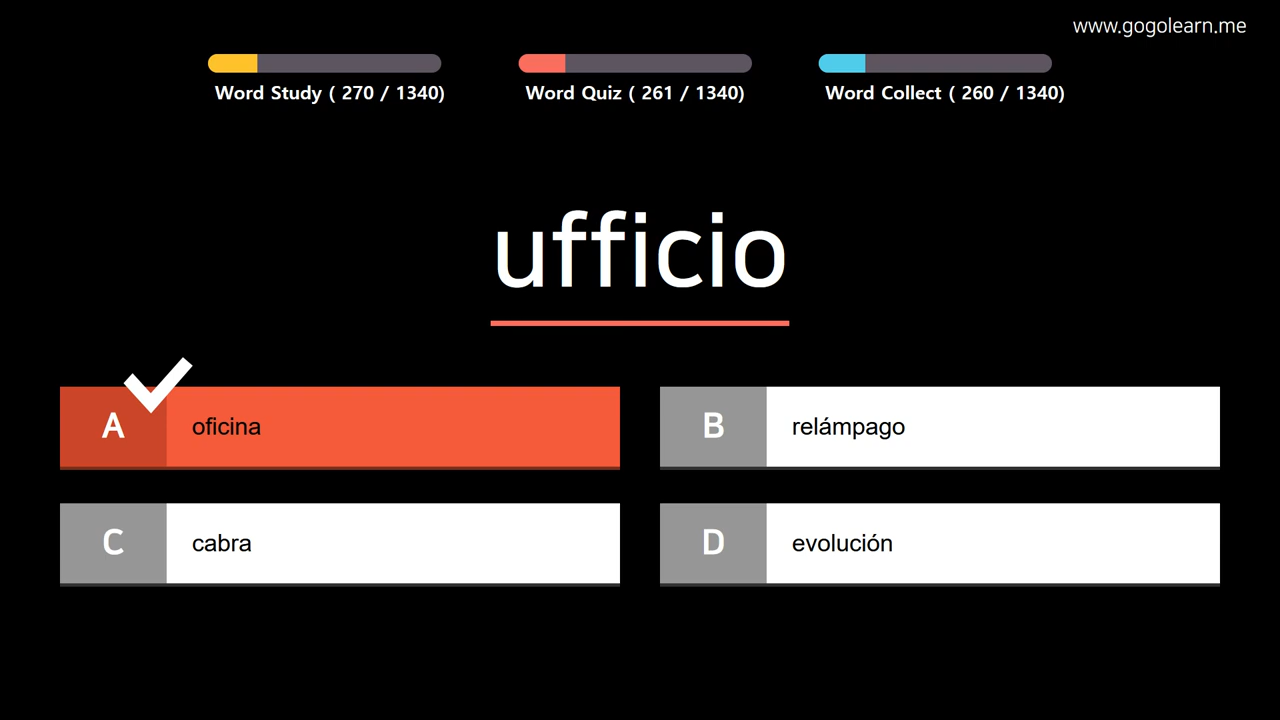 www.gogolearn.me
Word Study ( 270 / 1340)
Word Quiz ( 261 / 1340)
Word Collect ( 260 / 1340)
ufficio
A oficina
B relámpago
C cabra
D evolución